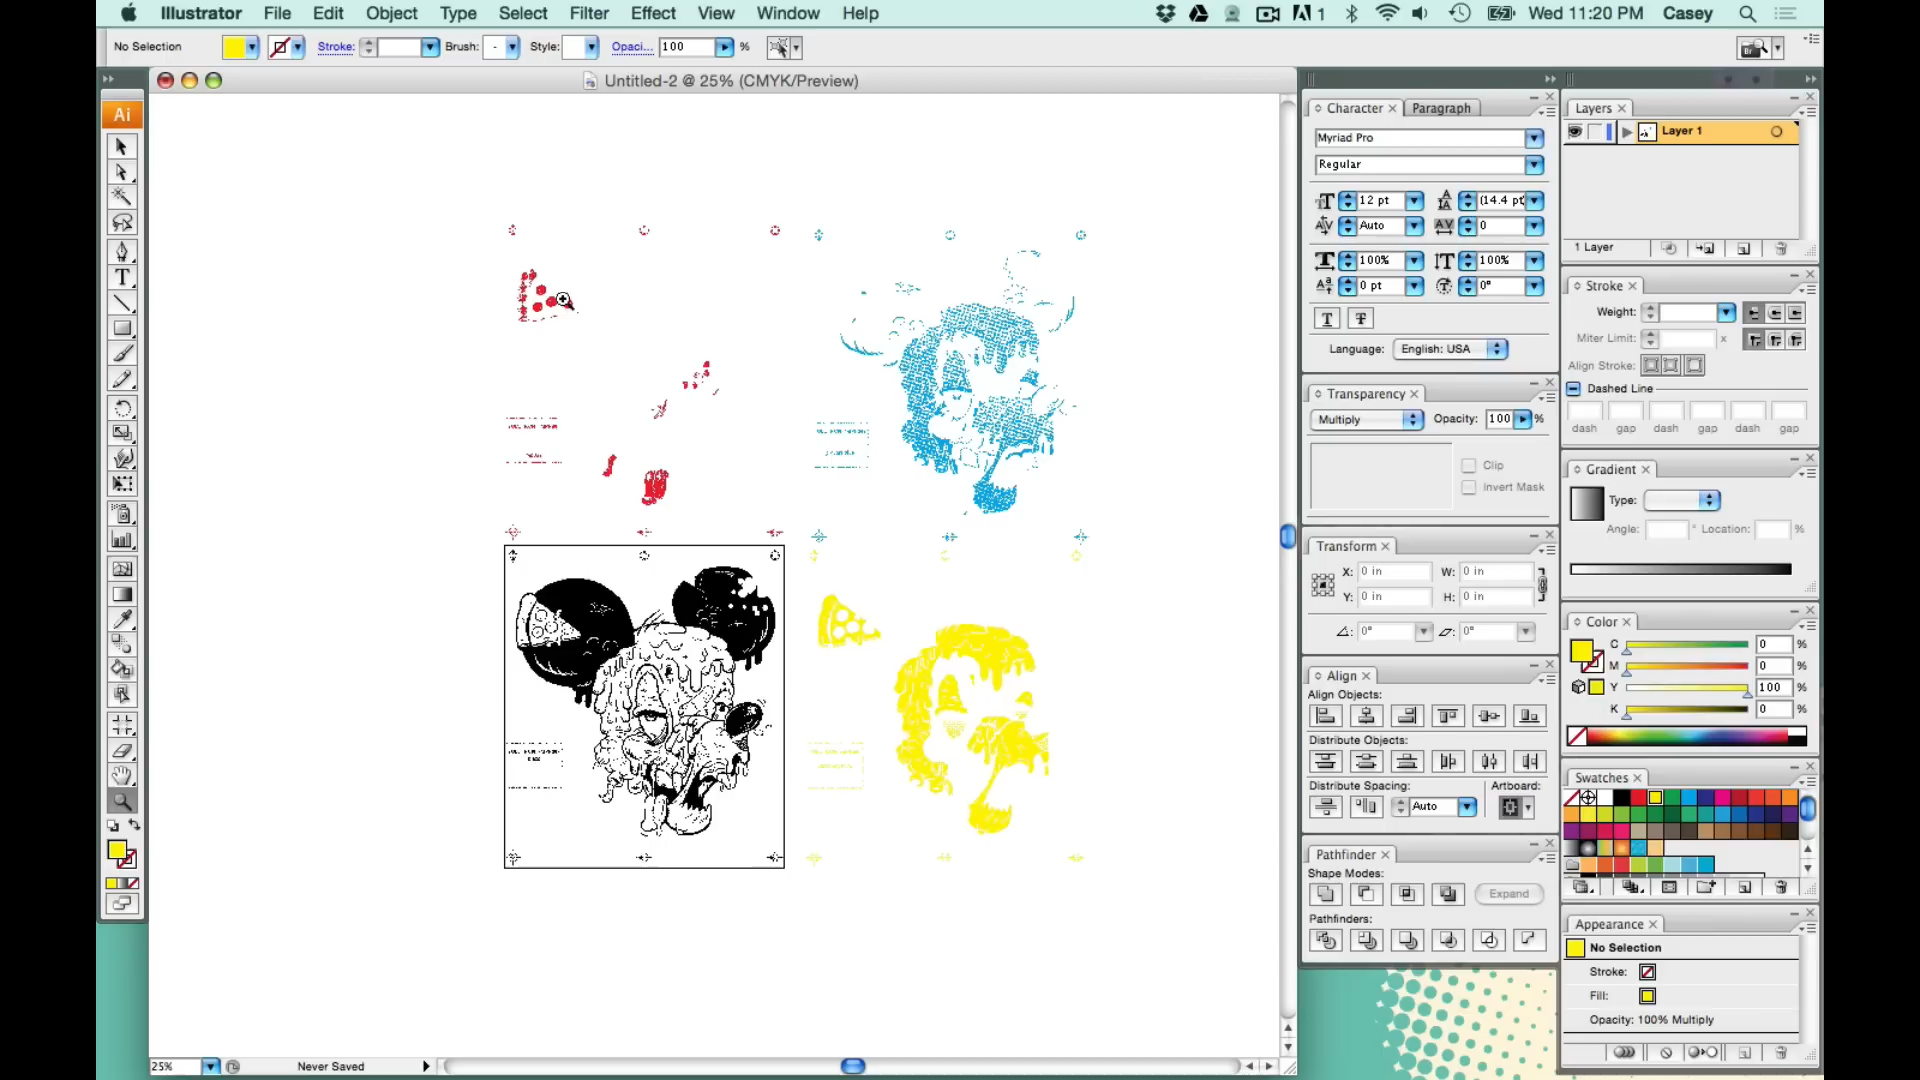 Illustrator File Edit Object Type Select Filter Effect View Window Help
1 Wed 11:20 PM Casey
No Selection Stroke: Brush: - Style: Opaci... 100 %
Untitled-2 @ 25% (CMYK/Preview)
Ai
Character Paragraph
Myriad Pro
Regular
12 pt (14.4 pt
Auto 0
100% 100%
0 pt 0°
Language: English: USA
Transparency
Multiply Opacity: 100 %
Clip
Invert Mask
Transform
X: 0 in W: 0 in
Y: 0 in H: 0 in
0° 0°
Align
Align Objects:
Distribute Objects:
Distribute Spacing: Artboard:
Auto
Pathfinder
Shape Modes:
Expand
Pathfinders:
Layers
Layer 1
1 Layer
Stroke
Weight:
Miter Limit: x
Align Stroke:
Dashed Line
dash gap dash gap dash gap
Gradient
Type:
Angle: ° Location: %
Color
C 0 %
M 0 %
Y 100 %
K 0 %
Swatches
Appearance
No Selection
Stroke:
Fill:
Opacity: 100% Multiply
25% Never Saved